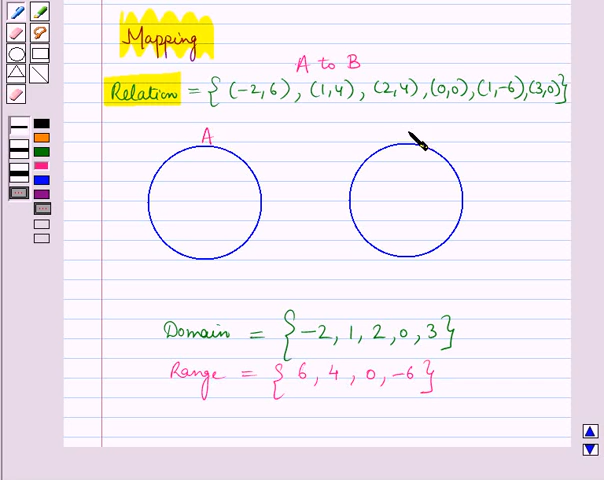 Mapping
A to B
Relation = { (-2,6), (1,4), (2,4), (0,0), (1,-6), (3,0)}
A
Domain = { -2, 1, 2, 0, 3 }
Range = { 6, 4, 0, -6 }